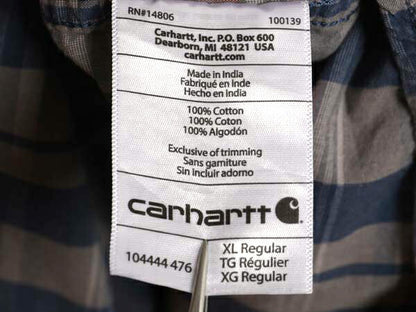 RN#14806 100139
Carhartt, Inc. P.O. Box 600
Dearborn, MI 48121 USA
carhartt.com
Made in India
Fabriqué en Inde
Hecho en India
100% Cotton
100% Coton
100% Algodón
Exclusive of trimming
Sans garniture
Sin incluir adorno
carhartt
104444 476
XL Regular
TG Régulier
XG Regular